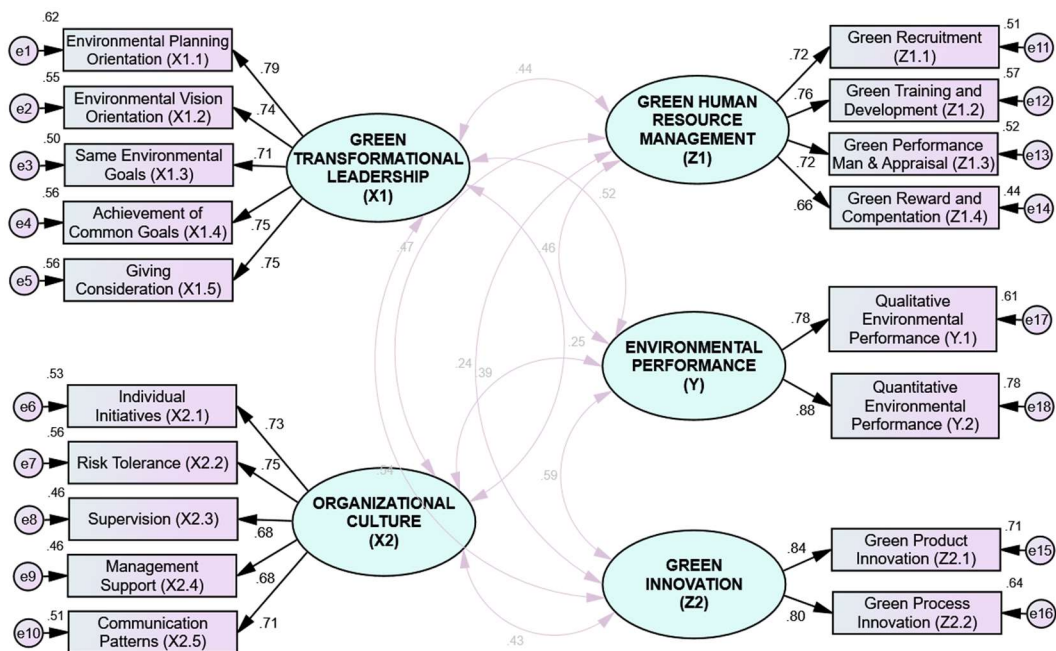 .62
e1
Environmental Planning
Orientation (X1.1)
.79
.55
e2
Environmental Vision
Orientation (X1.2)
.74
.50
e3
Same Environmental
Goals (X1.3)
.71
.56
e4
Achievement of
Common Goals (X1.4)
.75
.56
e5
Giving
Consideration (X1.5)
.75
GREEN
TRANSFORMATIONAL
LEADERSHIP
(X1)
.53
e6
Individual
Initiatives (X2.1)
.73
.56
e7
Risk Tolerance (X2.2)
.75
.46
e8
Supervision (X2.3)
.68
.46
e9
Management
Support (X2.4)
.68
.51
e10
Communication
Patterns (X2.5)
.71
ORGANIZATIONAL
CULTURE
(X2)
.44
.52
.47
.46
.25
.24
.39
.54
.59
.43
GREEN HUMAN
RESOURCE
MANAGEMENT
(Z1)
.72
Green Recruitment
(Z1.1)
.51
e11
.76
Green Training and
Development (Z1.2)
.57
e12
.72
Green Performance
Man & Appraisal (Z1.3)
.52
e13
.66
Green Reward and
Compentation (Z1.4)
.44
e14
ENVIRONMENTAL
PERFORMANCE
(Y)
.78
Qualitative
Environmental
Performance (Y.1)
.61
e17
.88
Quantitative
Environmental
Performance (Y.2)
.78
e18
GREEN
INNOVATION
(Z2)
.84
Green Product
Innovation (Z2.1)
.71
e15
.80
Green Process
Innovation (Z2.2)
.64
e16